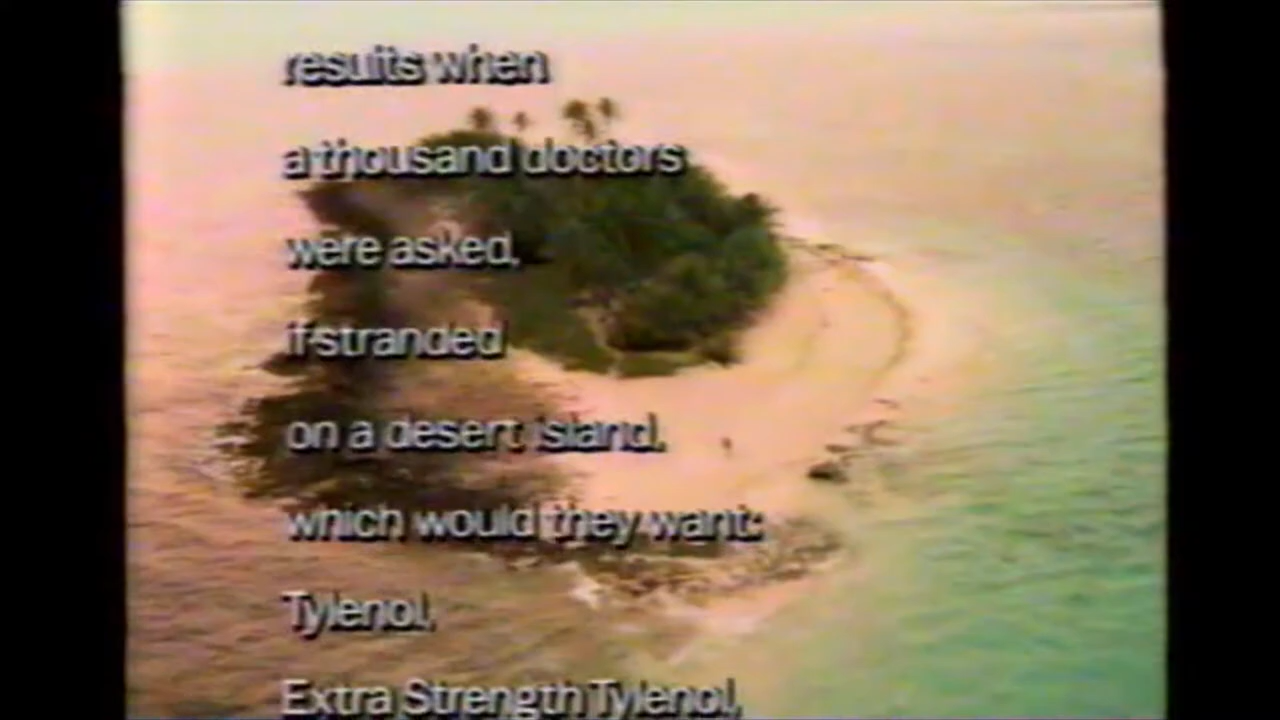 results when
a thousand doctors
were asked,
if stranded
on a desert island,
which would they want:
Tylenol,
Extra Strength Tylenol,